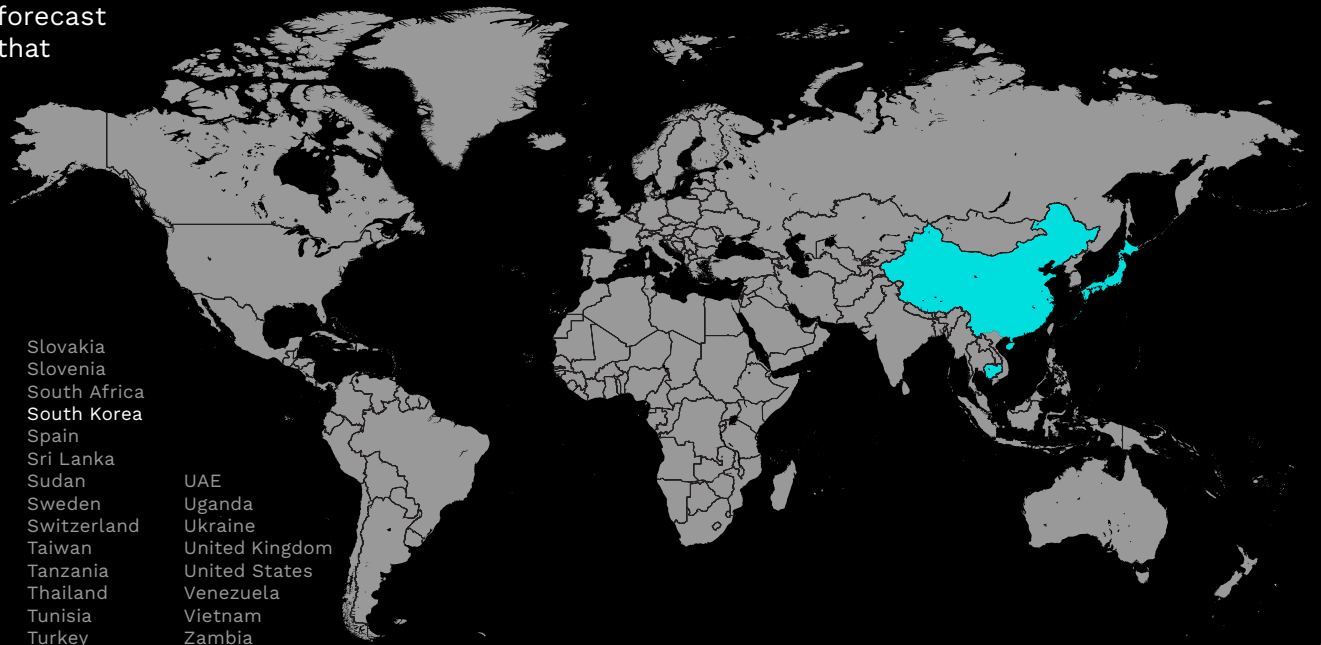 forecast
that
Slovakia
Slovenia
South Africa
South Korea
Spain
Sri Lanka
Sudan
Sweden
Switzerland
Taiwan
Tanzania
Thailand
Tunisia
Turkey
UAE
Uganda
Ukraine
United Kingdom
United States
Venezuela
Vietnam
Zambia